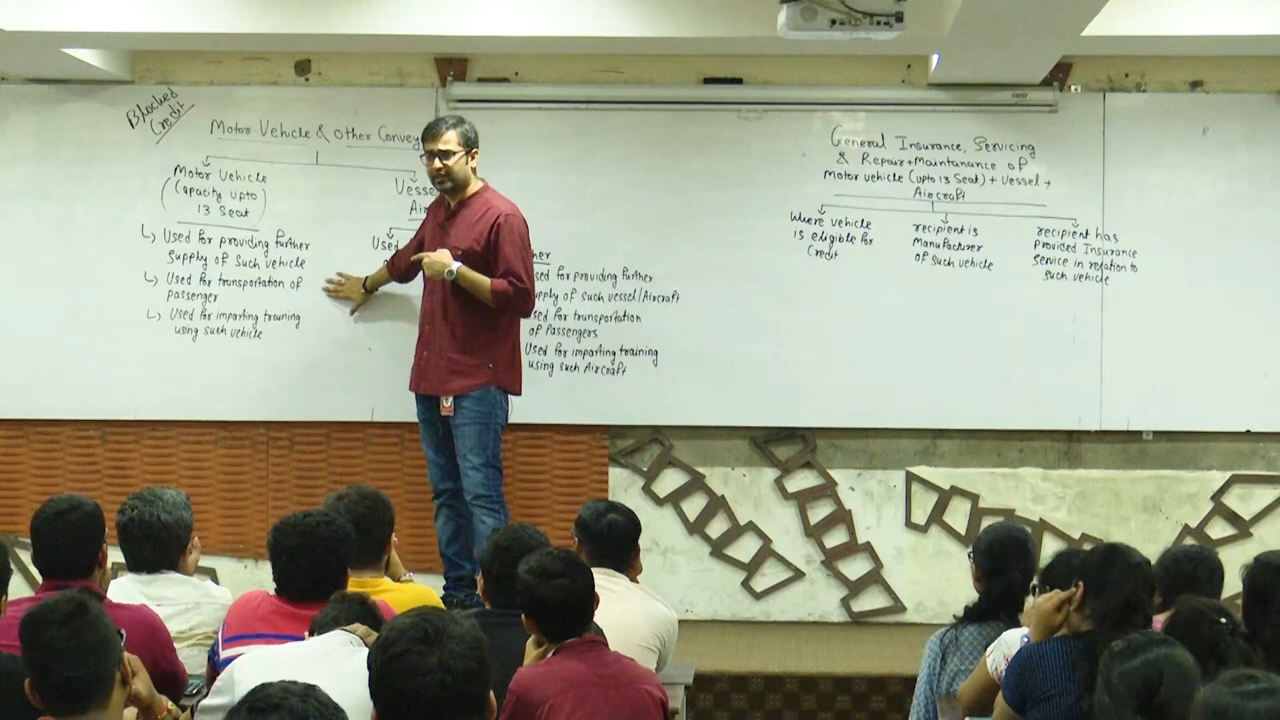 Blocked
Credit
Motor Vehicle & Other Convey
Motor Vehicle
(Capacity upto
13 Seat)
↳ Used for providing further
supply of such vehicle
↳ Used for transportation of
passenger
↳ Used for imparting training
using such vehicle
Vesse
Air
Used
her
used for providing further
supply of such vessel/Aircraft
used for transportation
of Passengers
Used for imparting training
using such Aircraft
General Insurance, Servicing
& Repair+Maintanance of
Motor vehicle (upto 13 Seat) + Vessel +
Aircraft
Where vehicle
is eligible for
Credit
recipient is
Manufacturer
of such vehicle
recipient has
provided Insurance
Service in relation to
such vehicle